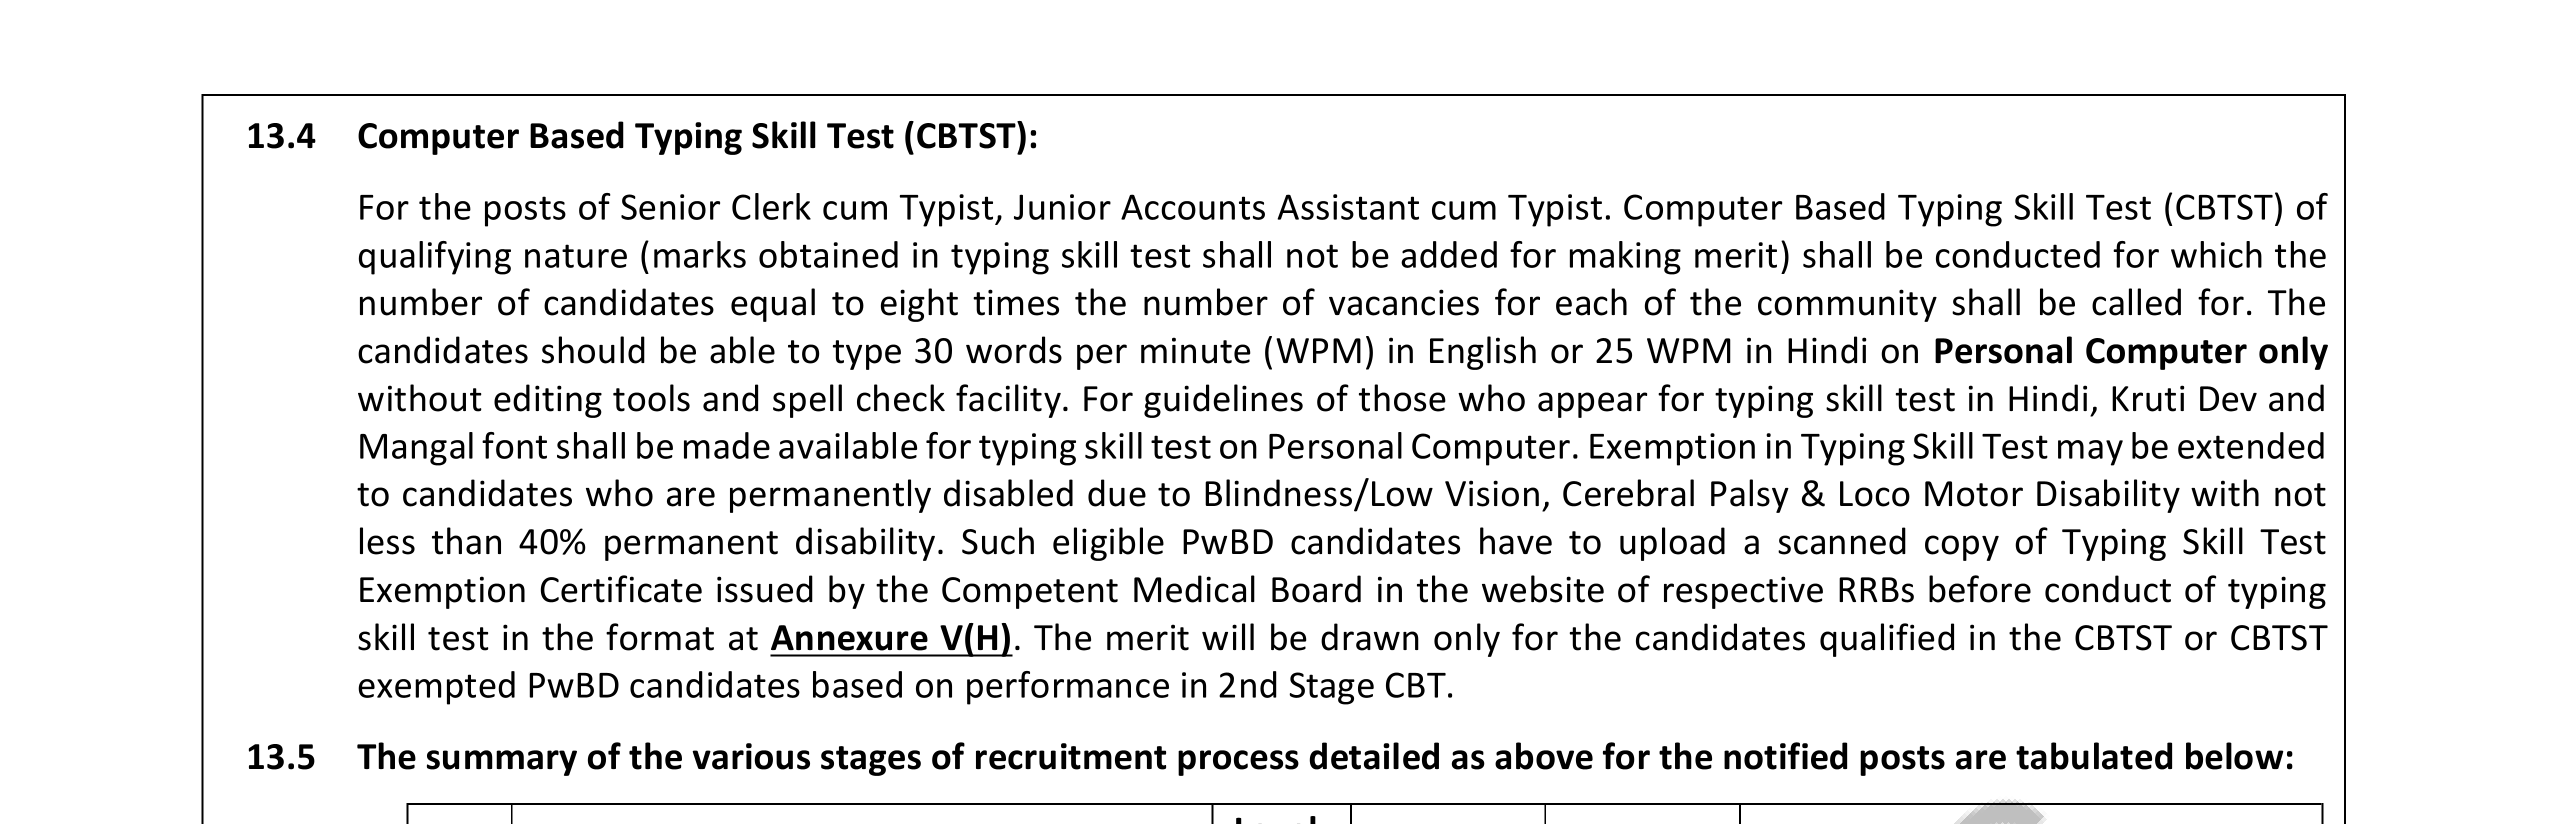 13.4 Computer Based Typing Skill Test (CBTST):
For the posts of Senior Clerk cum Typist, Junior Accounts Assistant cum Typist. Computer Based Typing Skill Test (CBTST) of
qualifying nature (marks obtained in typing skill test shall not be added for making merit) shall be conducted for which the
number of candidates equal to eight times the number of vacancies for each of the community shall be called for. The
candidates should be able to type 30 words per minute (WPM) in English or 25 WPM in Hindi on Personal Computer only
without editing tools and spell check facility. For guidelines of those who appear for typing skill test in Hindi, Kruti Dev and
Mangal font shall be made available for typing skill test on Personal Computer. Exemption in Typing Skill Test may be extended
to candidates who are permanently disabled due to Blindness/Low Vision, Cerebral Palsy & Loco Motor Disability with not
less than 40% permanent disability. Such eligible PwBD candidates have to upload a scanned copy of Typing Skill Test
Exemption Certificate issued by the Competent Medical Board in the website of respective RRBs before conduct of typing
skill test in the format at Annexure V(H). The merit will be drawn only for the candidates qualified in the CBTST or CBTST
exempted PwBD candidates based on performance in 2nd Stage CBT.
13.5 The summary of the various stages of recruitment process detailed as above for the notified posts are tabulated below: